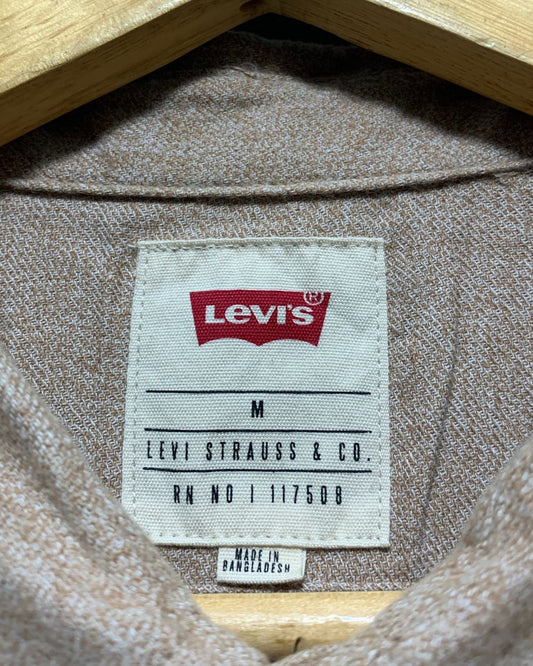 LEVI'S®
M
LEVI STRAUSS & CO.
RN NO | 117508
MADE IN
BANGLADESH